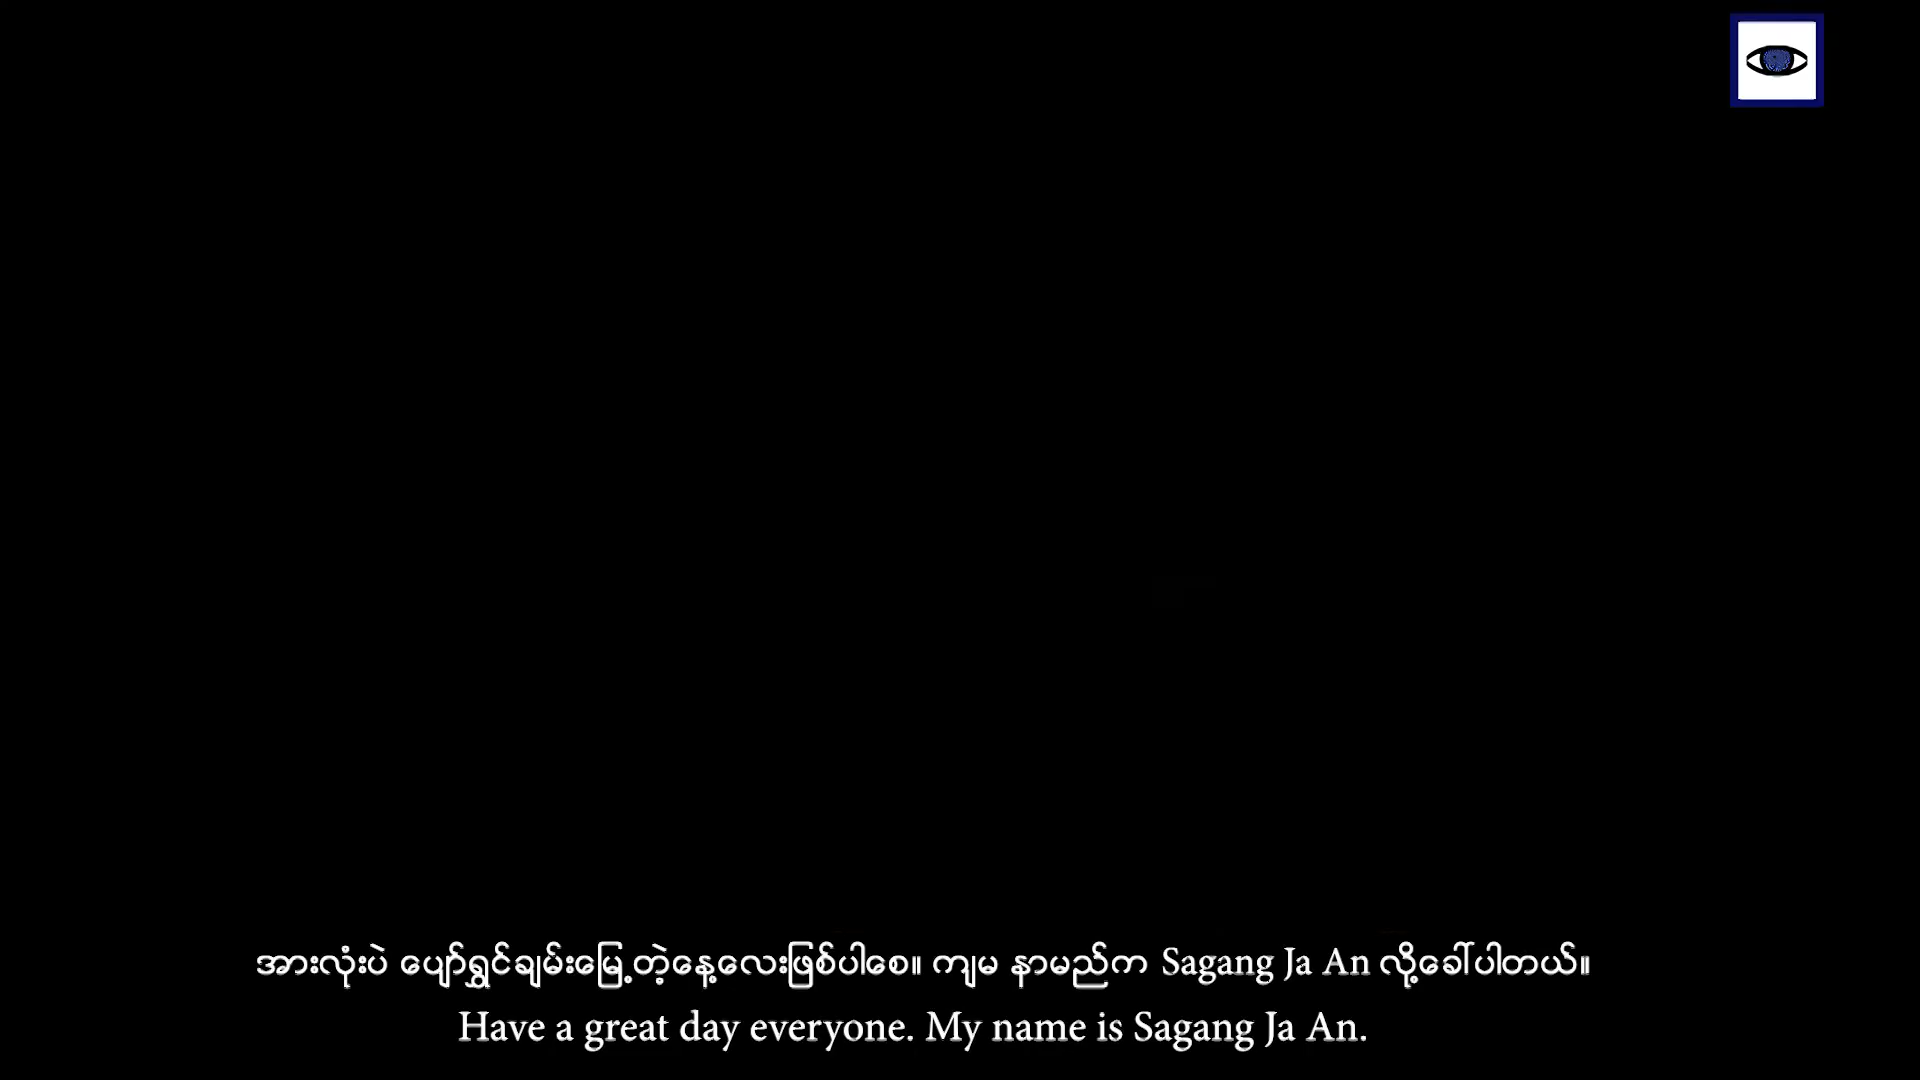 အားလုံးပဲ ပျော်ရွှင်ချမ်းမြေ့တဲ့နေ့လေးဖြစ်ပါစေ။ ကျမ နာမည်က Sagang Ja An လို့ခေါ်ပါတယ်။
Have a great day everyone. My name is Sagang Ja An.